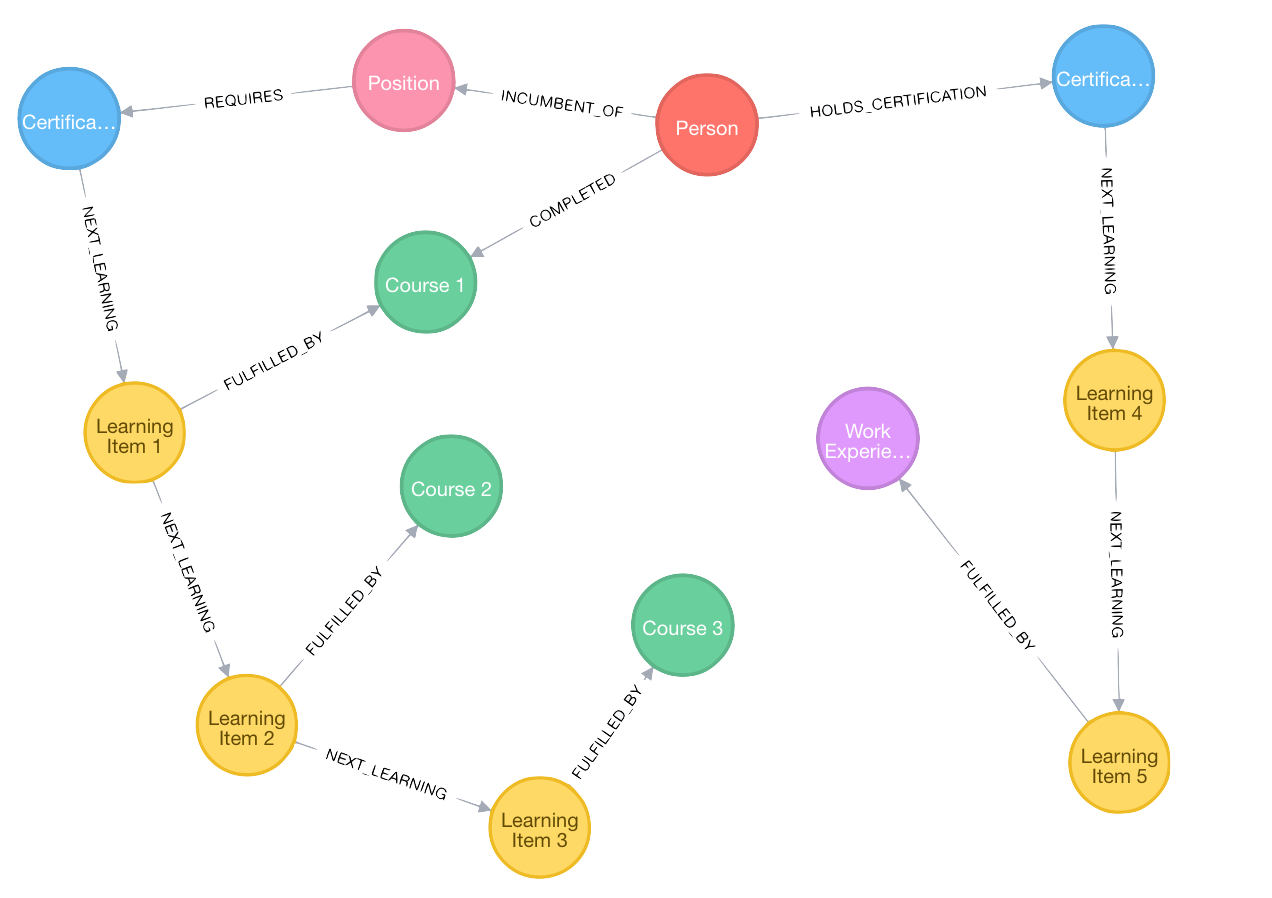 Certifica…
REQUIRES
Position
INCUMBENT_OF
Person
HOLDS_CERTIFICATION
Certifica…
NEXT_LEARNING
COMPLETED
NEXT_LEARNING
Course 1
FULFILLED_BY
Learning
Item 1
Learning
Item 4
Work
Experie…
Course 2
NEXT_LEARNING
FULFILLED_BY
NEXT_LEARNING
FULFILLED_BY
Course 3
Learning
Item 2
NEXT_LEARNING
FULFILLED_BY
Learning
Item 3
Learning
Item 5